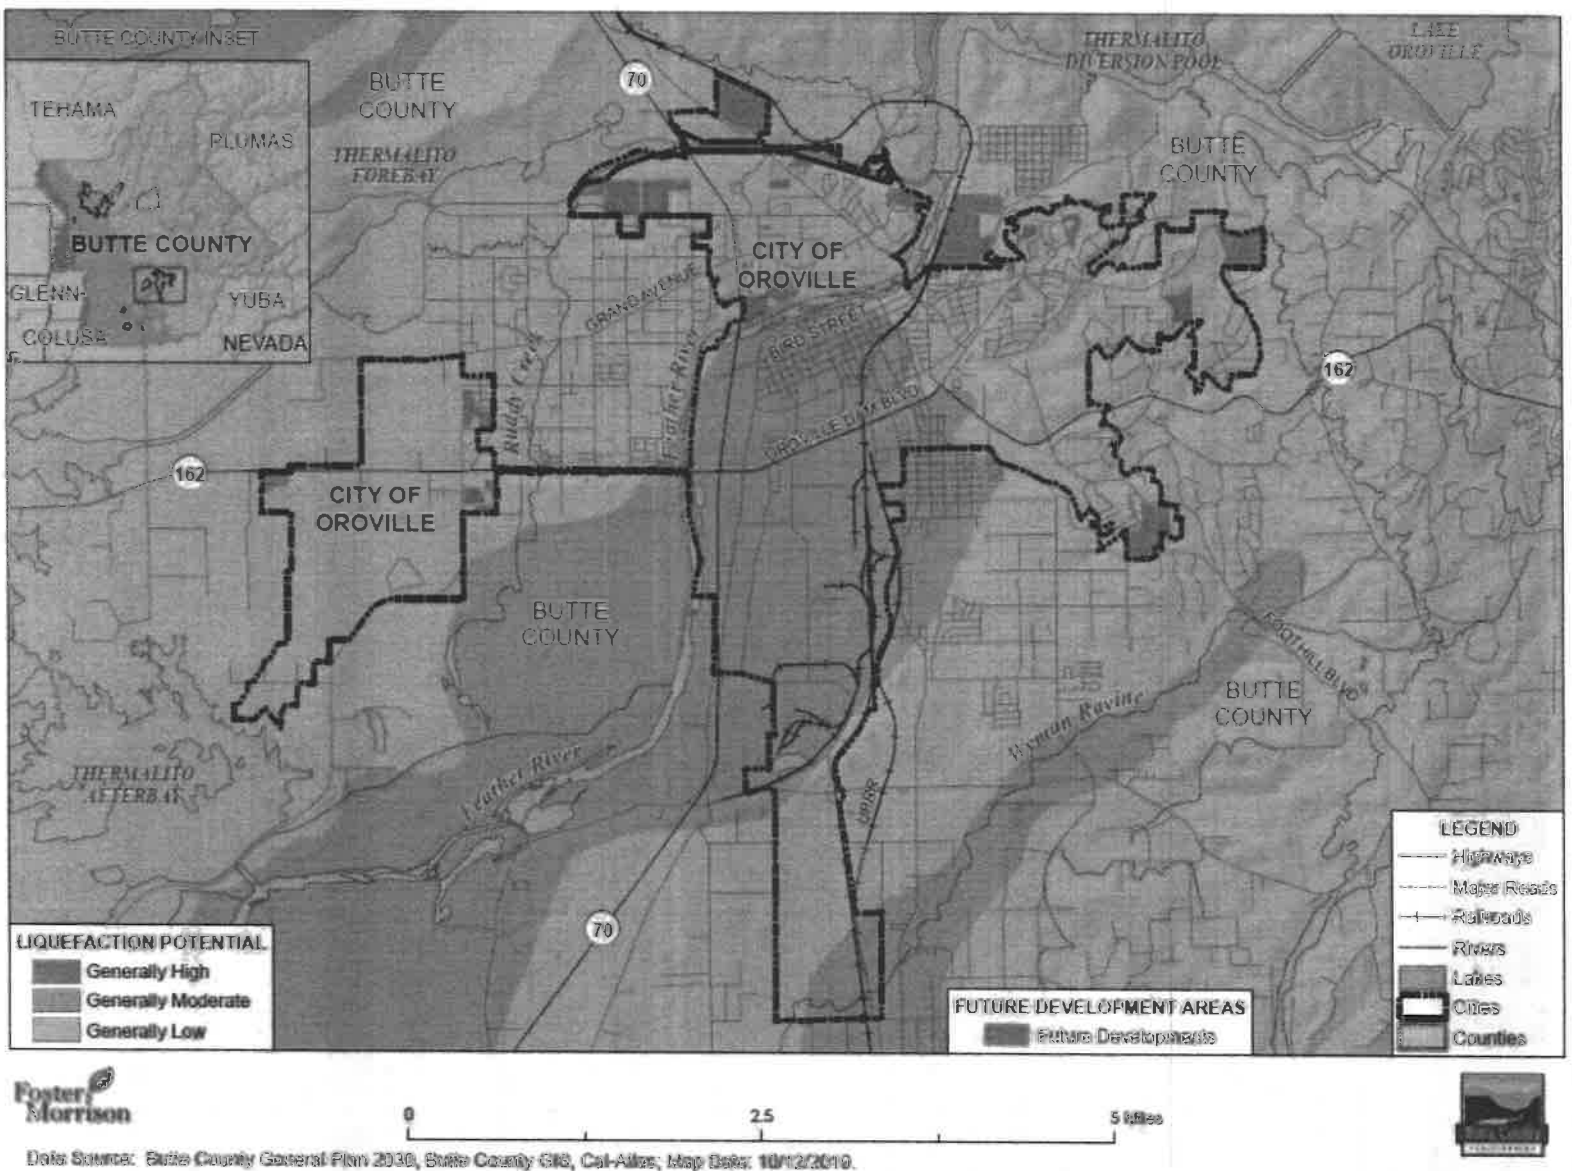 BUTTE COUNTY INSET
TEHAMA
PLUMAS
BUTTE COUNTY
GLENN
YUBA
COLUSA
NEVADA
BUTTE
COUNTY
THERMALITO
FOREBAY
70
THERMALITO
DIVERSION POOL
LAKE
OROVILLE
BUTTE
COUNTY
CITY OF
OROVILLE
GRAND AVENUE
BIRD STREET
Feather River
OROVILLE DAM BLVD
162
162
CITY OF
OROVILLE
BUTTE
COUNTY
FOOTHILL BLVD
BUTTE
COUNTY
Wyman Ravine
THERMALITO
AFTERBAY
Feather River
UPRR
70
LIQUEFACTION POTENTIAL
Generally High
Generally Moderate
Generally Low
FUTURE DEVELOPMENT AREAS
Future Developments
LEGEND
Highways
Major Roads
Railroads
Rivers
Lakes
Cities
Counties
Foster
Morrison
0 2.5 5 Miles
Data Source: Butte County General Plan 2030, Butte County GIS, Cal-Atlas; Map Date: 10/12/2019.